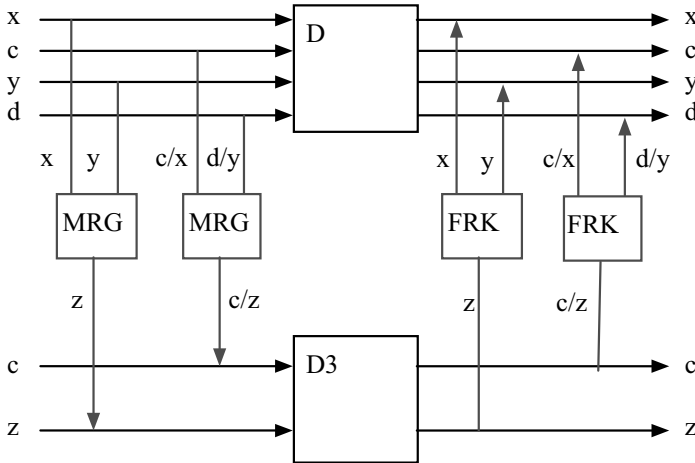 x D x
c c
y y
d d
x y c/x d/y x y c/x d/y
MRG MRG FRK FRK
z c/z z c/z
c D3 c
z z